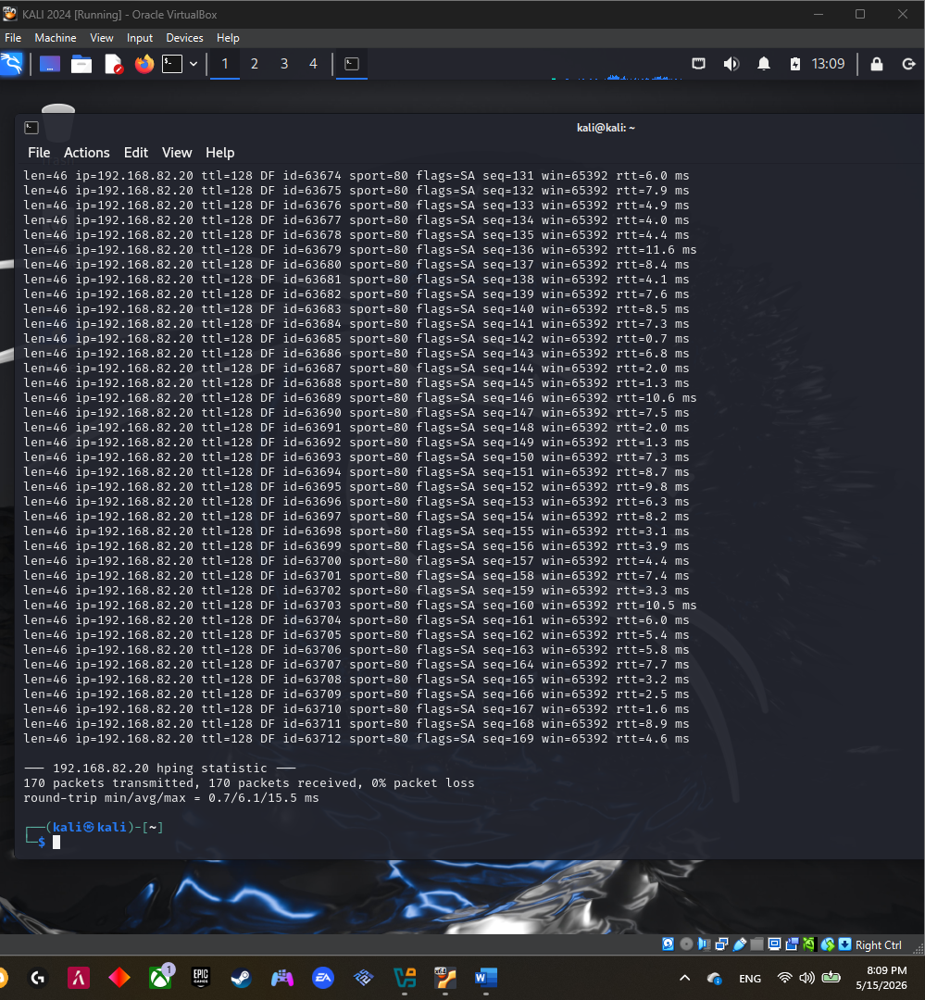 KALI 2024 [Running] - Oracle VirtualBox
File Machine View Input Devices Help
1 2 3 4 13:09
kali@kali: ~
File Actions Edit View Help
len=46 ip=192.168.82.20 ttl=128 DF id=63674 sport=80 flags=SA seq=131 win=65392 rtt=6.0 ms
len=46 ip=192.168.82.20 ttl=128 DF id=63675 sport=80 flags=SA seq=132 win=65392 rtt=7.9 ms
len=46 ip=192.168.82.20 ttl=128 DF id=63676 sport=80 flags=SA seq=133 win=65392 rtt=4.9 ms
len=46 ip=192.168.82.20 ttl=128 DF id=63677 sport=80 flags=SA seq=134 win=65392 rtt=4.0 ms
len=46 ip=192.168.82.20 ttl=128 DF id=63678 sport=80 flags=SA seq=135 win=65392 rtt=4.4 ms
len=46 ip=192.168.82.20 ttl=128 DF id=63679 sport=80 flags=SA seq=136 win=65392 rtt=11.6 ms
len=46 ip=192.168.82.20 ttl=128 DF id=63680 sport=80 flags=SA seq=137 win=65392 rtt=8.4 ms
len=46 ip=192.168.82.20 ttl=128 DF id=63681 sport=80 flags=SA seq=138 win=65392 rtt=4.1 ms
len=46 ip=192.168.82.20 ttl=128 DF id=63682 sport=80 flags=SA seq=139 win=65392 rtt=7.6 ms
len=46 ip=192.168.82.20 ttl=128 DF id=63683 sport=80 flags=SA seq=140 win=65392 rtt=8.5 ms
len=46 ip=192.168.82.20 ttl=128 DF id=63684 sport=80 flags=SA seq=141 win=65392 rtt=7.3 ms
len=46 ip=192.168.82.20 ttl=128 DF id=63685 sport=80 flags=SA seq=142 win=65392 rtt=0.7 ms
len=46 ip=192.168.82.20 ttl=128 DF id=63686 sport=80 flags=SA seq=143 win=65392 rtt=6.8 ms
len=46 ip=192.168.82.20 ttl=128 DF id=63687 sport=80 flags=SA seq=144 win=65392 rtt=2.0 ms
len=46 ip=192.168.82.20 ttl=128 DF id=63688 sport=80 flags=SA seq=145 win=65392 rtt=1.3 ms
len=46 ip=192.168.82.20 ttl=128 DF id=63689 sport=80 flags=SA seq=146 win=65392 rtt=10.6 ms
len=46 ip=192.168.82.20 ttl=128 DF id=63690 sport=80 flags=SA seq=147 win=65392 rtt=7.5 ms
len=46 ip=192.168.82.20 ttl=128 DF id=63691 sport=80 flags=SA seq=148 win=65392 rtt=2.0 ms
len=46 ip=192.168.82.20 ttl=128 DF id=63692 sport=80 flags=SA seq=149 win=65392 rtt=1.3 ms
len=46 ip=192.168.82.20 ttl=128 DF id=63693 sport=80 flags=SA seq=150 win=65392 rtt=7.3 ms
len=46 ip=192.168.82.20 ttl=128 DF id=63694 sport=80 flags=SA seq=151 win=65392 rtt=8.7 ms
len=46 ip=192.168.82.20 ttl=128 DF id=63695 sport=80 flags=SA seq=152 win=65392 rtt=9.8 ms
len=46 ip=192.168.82.20 ttl=128 DF id=63696 sport=80 flags=SA seq=153 win=65392 rtt=6.3 ms
len=46 ip=192.168.82.20 ttl=128 DF id=63697 sport=80 flags=SA seq=154 win=65392 rtt=8.2 ms
len=46 ip=192.168.82.20 ttl=128 DF id=63698 sport=80 flags=SA seq=155 win=65392 rtt=3.1 ms
len=46 ip=192.168.82.20 ttl=128 DF id=63699 sport=80 flags=SA seq=156 win=65392 rtt=3.9 ms
len=46 ip=192.168.82.20 ttl=128 DF id=63700 sport=80 flags=SA seq=157 win=65392 rtt=4.4 ms
len=46 ip=192.168.82.20 ttl=128 DF id=63701 sport=80 flags=SA seq=158 win=65392 rtt=7.4 ms
len=46 ip=192.168.82.20 ttl=128 DF id=63702 sport=80 flags=SA seq=159 win=65392 rtt=3.3 ms
len=46 ip=192.168.82.20 ttl=128 DF id=63703 sport=80 flags=SA seq=160 win=65392 rtt=10.5 ms
len=46 ip=192.168.82.20 ttl=128 DF id=63704 sport=80 flags=SA seq=161 win=65392 rtt=6.0 ms
len=46 ip=192.168.82.20 ttl=128 DF id=63705 sport=80 flags=SA seq=162 win=65392 rtt=5.4 ms
len=46 ip=192.168.82.20 ttl=128 DF id=63706 sport=80 flags=SA seq=163 win=65392 rtt=5.8 ms
len=46 ip=192.168.82.20 ttl=128 DF id=63707 sport=80 flags=SA seq=164 win=65392 rtt=7.7 ms
len=46 ip=192.168.82.20 ttl=128 DF id=63708 sport=80 flags=SA seq=165 win=65392 rtt=3.2 ms
len=46 ip=192.168.82.20 ttl=128 DF id=63709 sport=80 flags=SA seq=166 win=65392 rtt=2.5 ms
len=46 ip=192.168.82.20 ttl=128 DF id=63710 sport=80 flags=SA seq=167 win=65392 rtt=1.6 ms
len=46 ip=192.168.82.20 ttl=128 DF id=63711 sport=80 flags=SA seq=168 win=65392 rtt=8.9 ms
len=46 ip=192.168.82.20 ttl=128 DF id=63712 sport=80 flags=SA seq=169 win=65392 rtt=4.6 ms
--- 192.168.82.20 hping statistic ---
170 packets transmitted, 170 packets received, 0% packet loss
round-trip min/avg/max = 0.7/6.1/15.5 ms
┌──(kali㉿kali)-[~]
└─$
Right Ctrl
1 EPIC GAMES EA W ENG 8:09 PM
5/15/2026